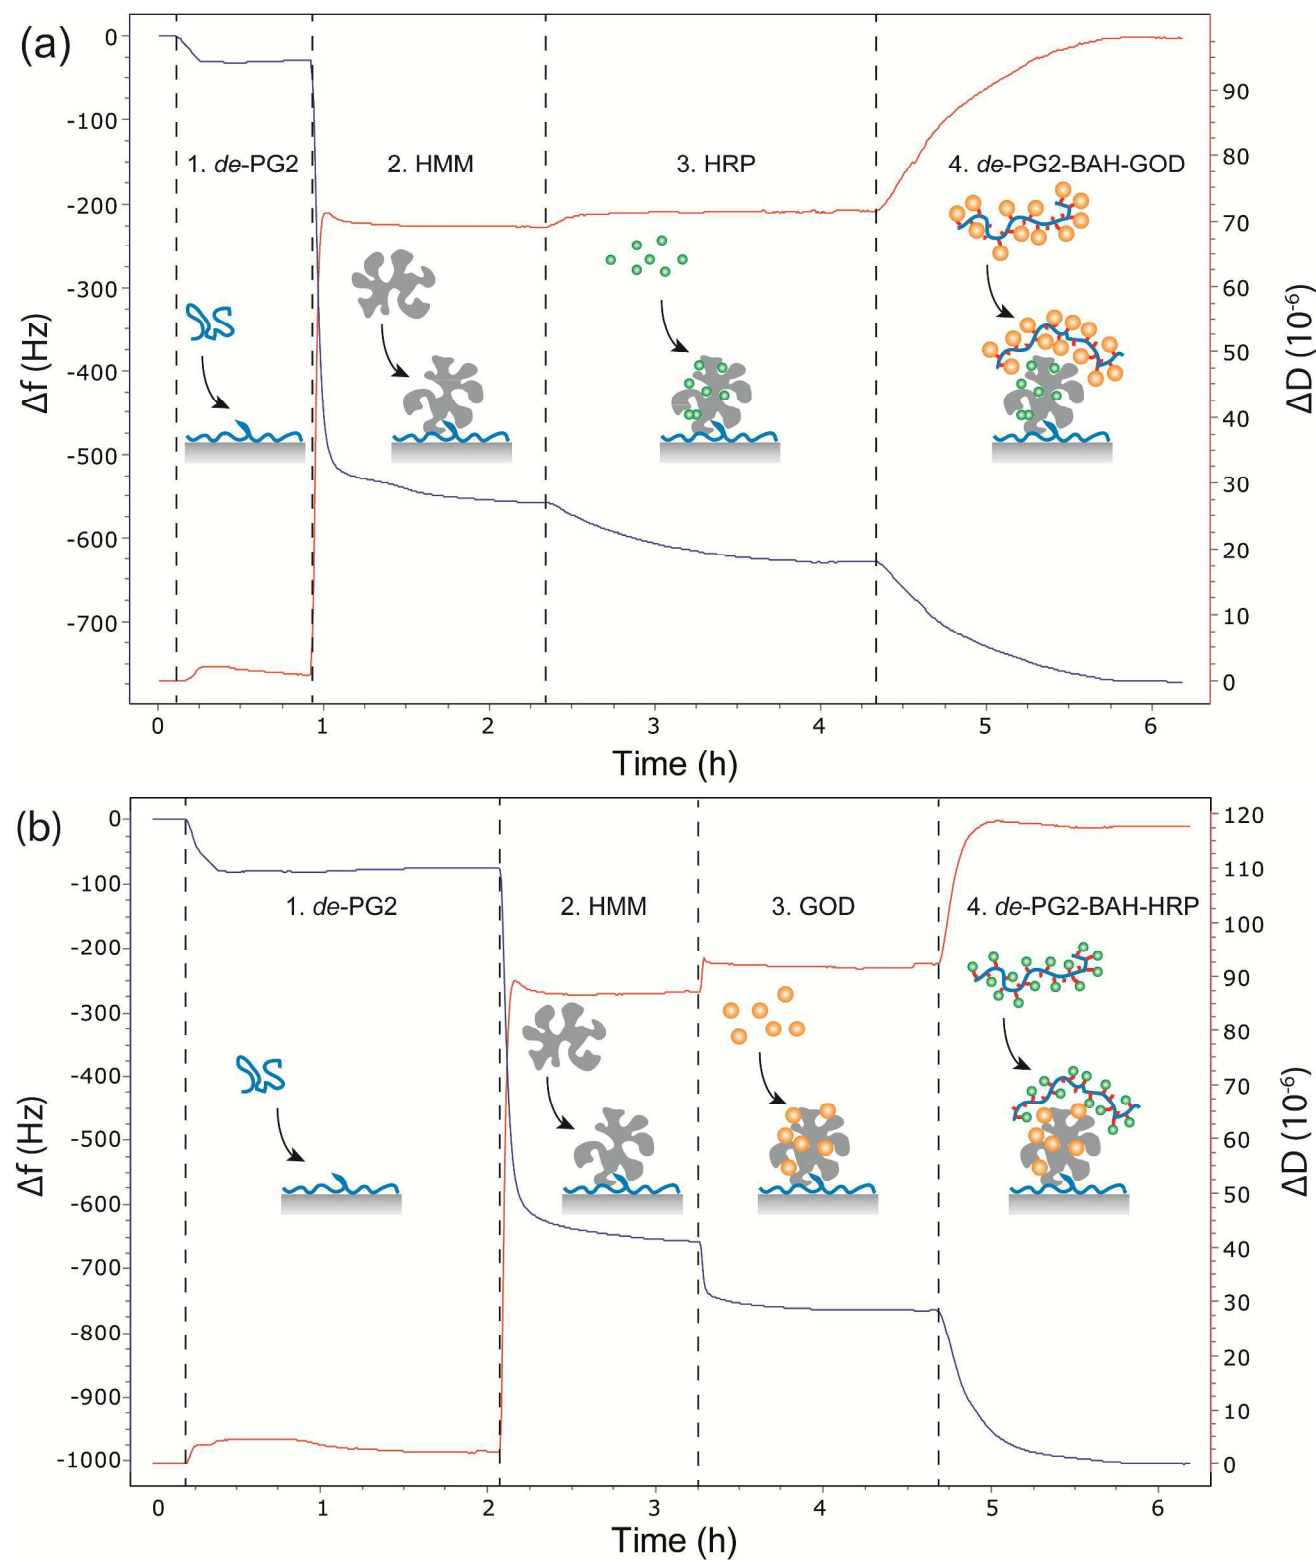 (a)
0
-100
-200
-300
-400
-500
-600
-700
Δf (Hz)
1. de-PG2
2. HMM
3. HRP
4. de-PG2-BAH-GOD
90
80
70
60
50
40
30
20
10
0
ΔD (10-6)
0 1 2 3 4 5 6
Time (h)
(b)
0
-100
-200
-300
-400
-500
-600
-700
-800
-900
-1000
Δf (Hz)
1. de-PG2
2. HMM
3. GOD
4. de-PG2-BAH-HRP
120
110
100
90
80
70
60
50
40
30
20
10
0
ΔD (10-6)
0 1 2 3 4 5 6
Time (h)